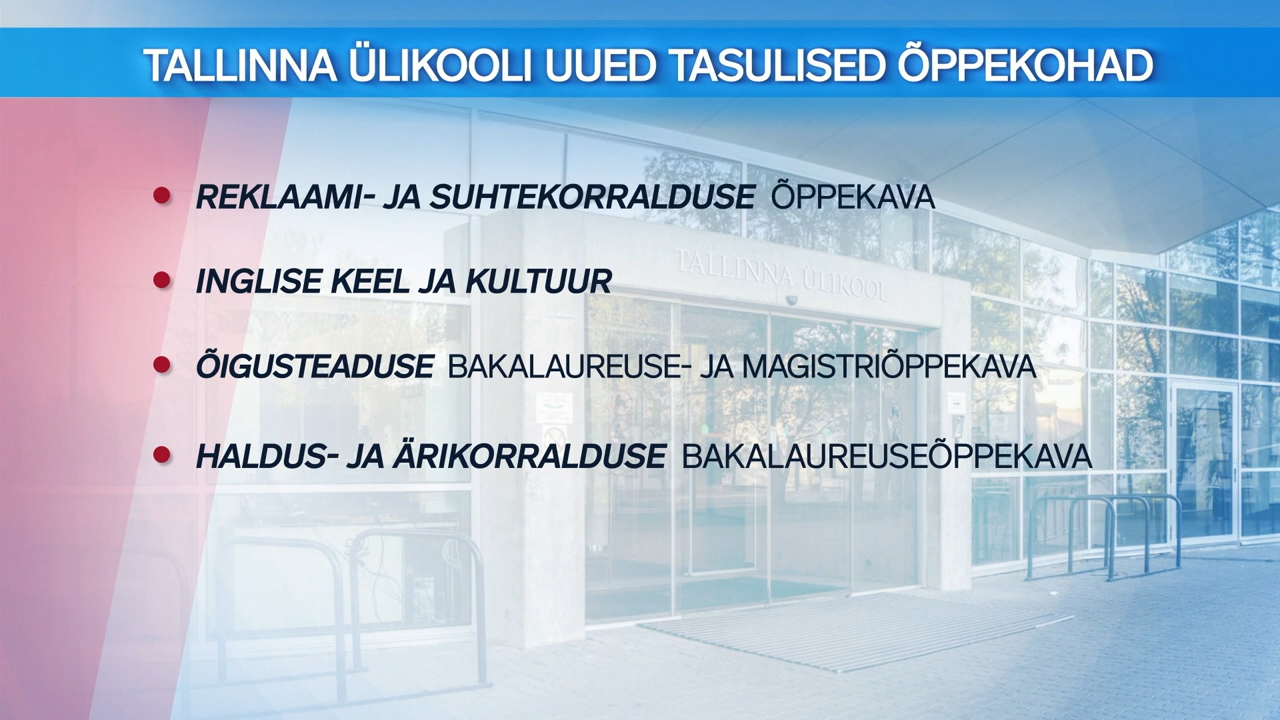 TALLINNA ÜLIKOOLI UUED TASULISED ÕPPEKOHAD
REKLAAMI- JA SUHTEKORRALDUSE ÕPPEKAVA
TALLINNA ÜLIKOOL
INGLISE KEEL JA KULTUUR
ÕIGUSTEADUSE BAKALAUREUSE- JA MAGISTRIÕPPEKAVA
HALDUS- JA ÄRIKORRALDUSE BAKALAUREUSEÕPPEKAVA